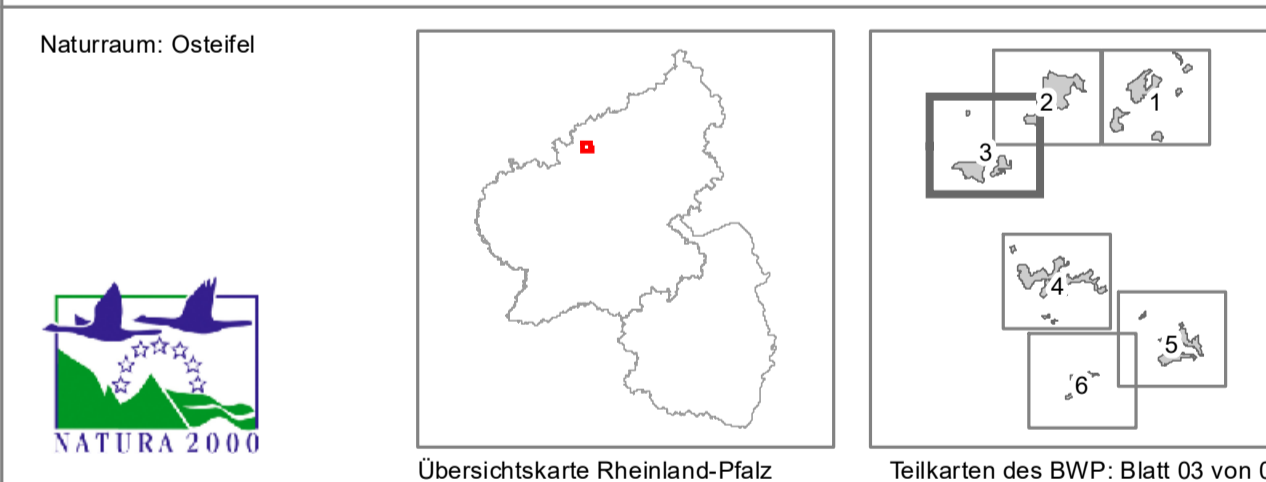 Naturraum: Osteifel
2
1
3
4
5
6
NATURA 2000
Übersichtskarte Rheinland-Pfalz
Teilkarten des BWP: Blatt 03 von